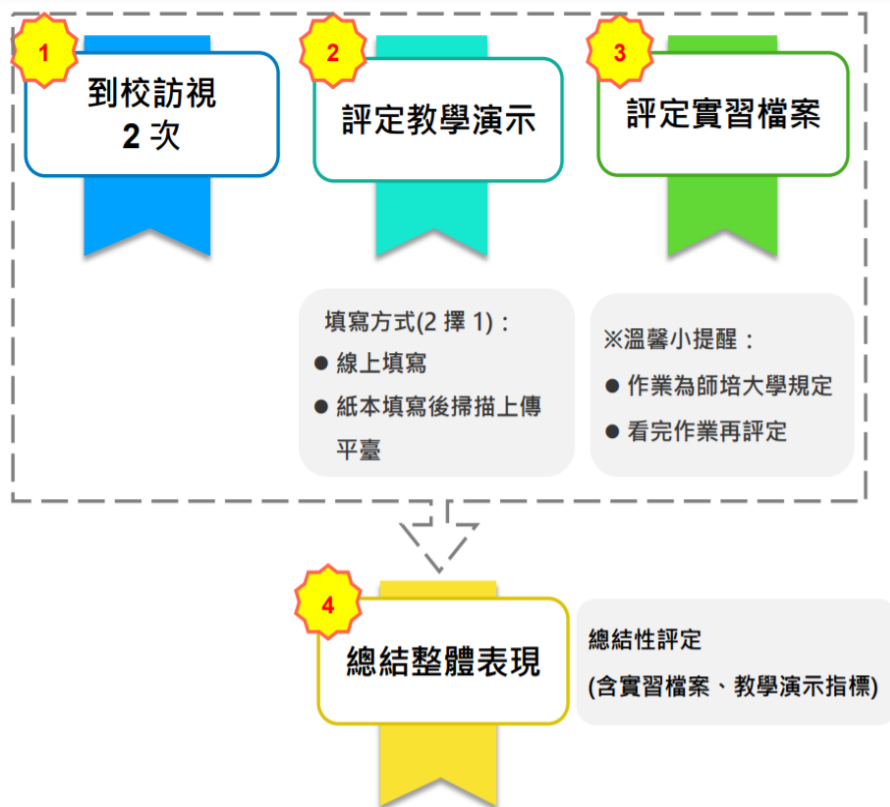 1
到校訪視
2 次
2
評定教學演示
3
評定實習檔案
填寫方式(2 擇 1)：
● 線上填寫
● 紙本填寫後掃描上傳
平臺
※溫馨小提醒：
● 作業為師培大學規定
● 看完作業再評定
4
總結整體表現
總結性評定
(含實習檔案、教學演示指標)